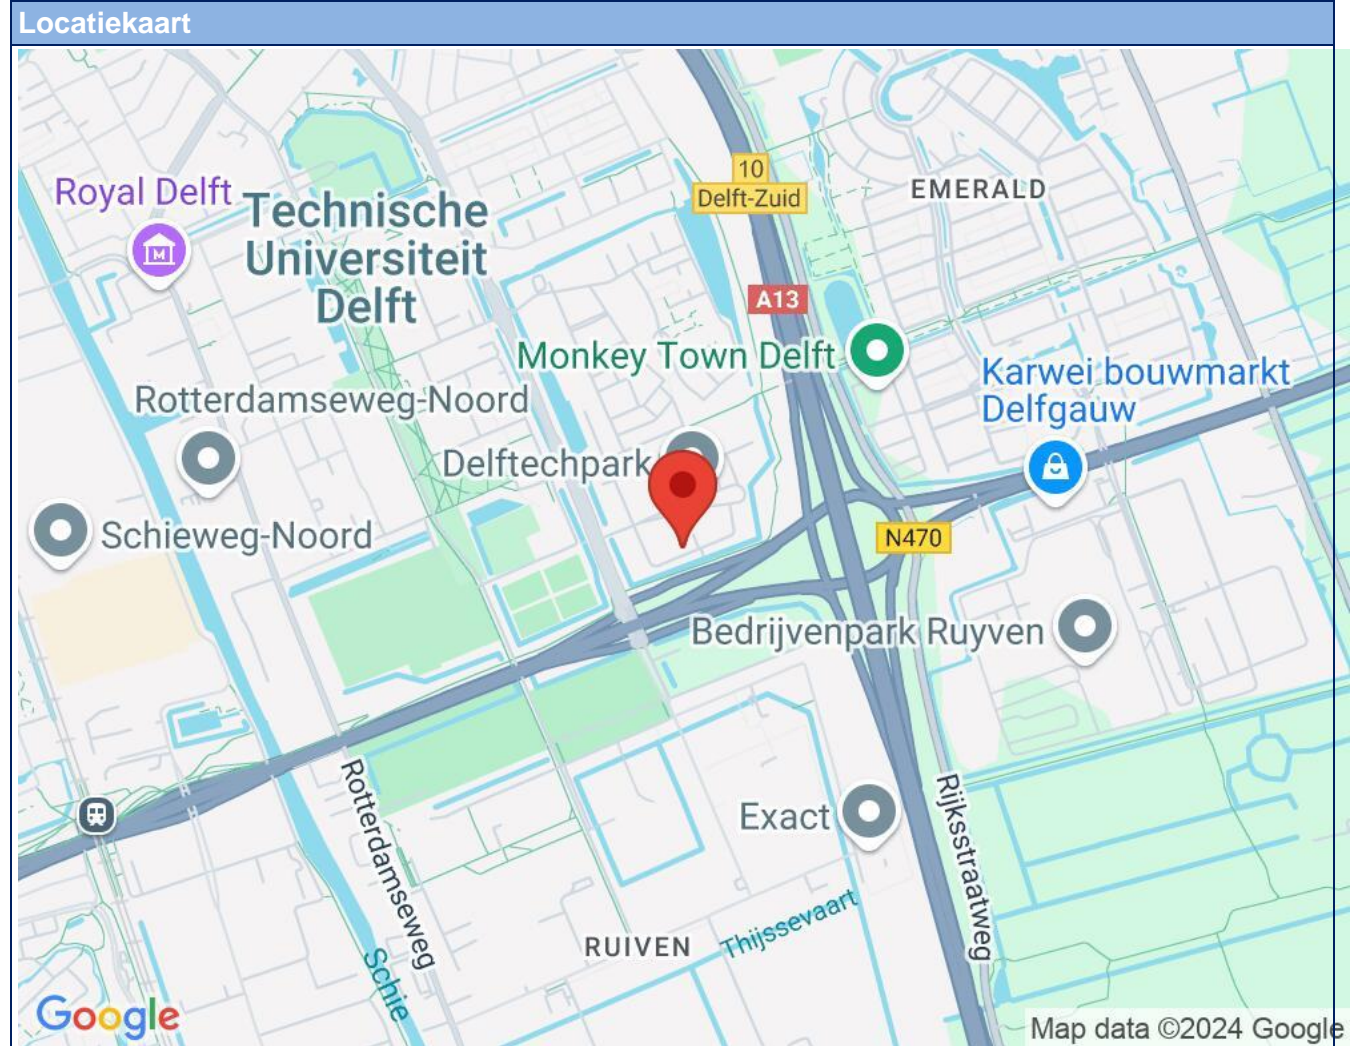 Locatiekaart
10
Delft-Zuid
EMERALD
Royal Delft
Technische
Universiteit
Delft
A13
Monkey Town Delft
Karwei bouwmarkt
Delfgauw
Rotterdamseweg-Noord
Delftechpark
Schieweg-Noord
N470
Bedrijvenpark Ruyven
Rotterdamseweg
Exact
Rijksstraatweg
RUIVEN
Thijssevaart
Schie
Google
Map data ©2024 Google